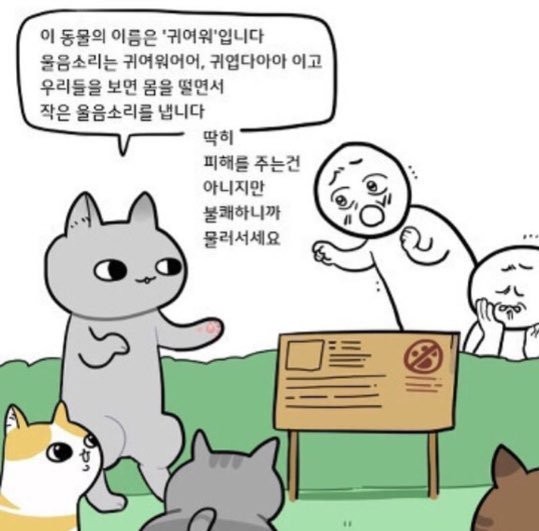 이 동물의 이름은 '귀여워'입니다
울음소리는 귀여워어어, 귀엽다아아 이고
우리들을 보면 몸을 떨면서
작은 울음소리를 냅니다
딱히
피해를 주는건
아니지만
불쾌하니까
물러서세요